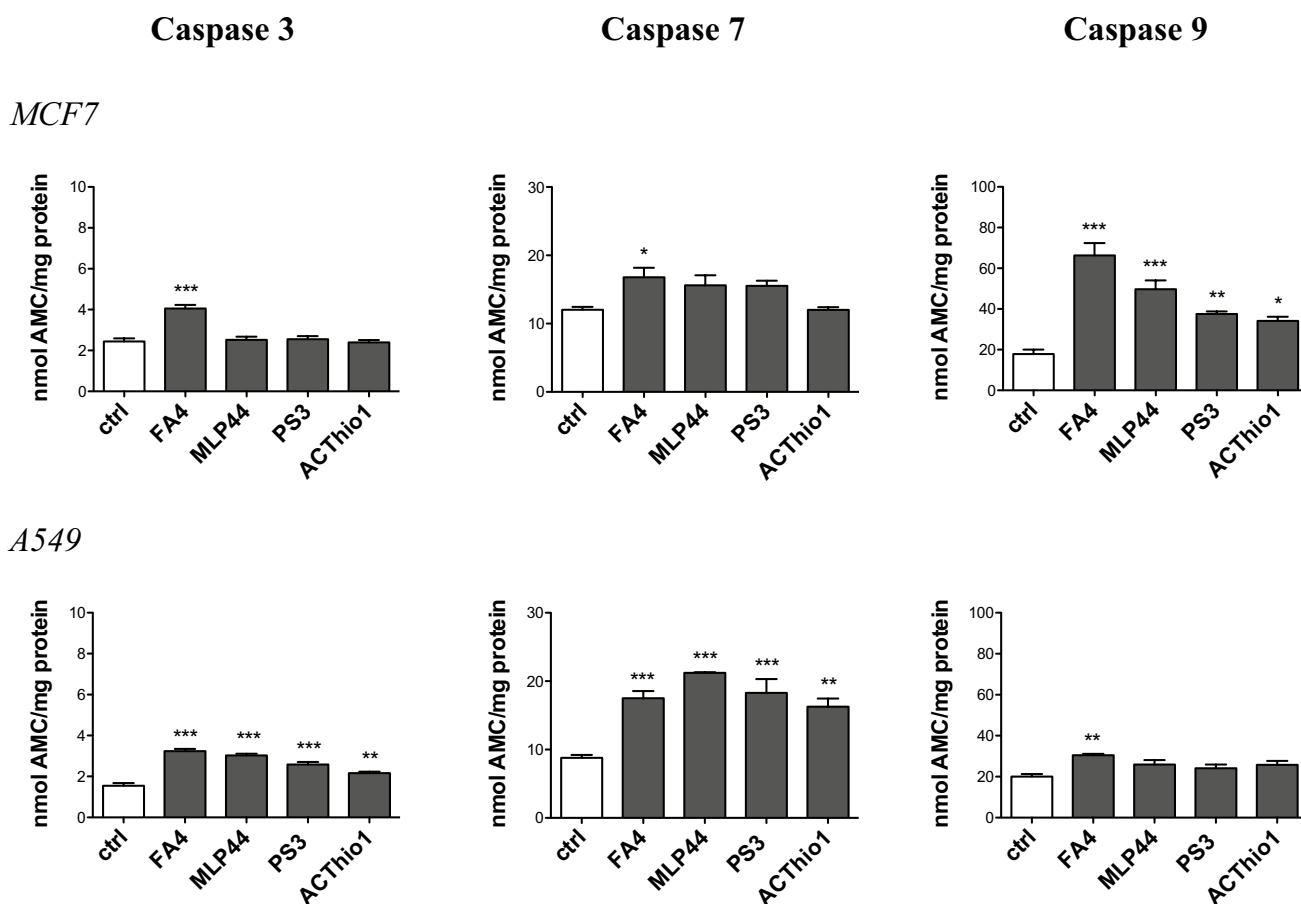 Caspase 3 Caspase 7 Caspase 9
MCF7
nmol AMC/mg protein
10
8
6
4
2
0
***
ctrl FA4 MLP44 PS3 ACThio1
nmol AMC/mg protein
30
20
10
0
*
ctrl FA4 MLP44 PS3 ACThio1
nmol AMC/mg protein
100
80
60
40
20
0
*** *** ** *
ctrl FA4 MLP44 PS3 ACThio1
A549
nmol AMC/mg protein
10
8
6
4
2
0
*** *** *** **
ctrl FA4 MLP44 PS3 ACThio1
nmol AMC/mg protein
30
20
10
0
*** *** *** **
ctrl FA4 MLP44 PS3 ACThio1
nmol AMC/mg protein
100
80
60
40
20
0
**
ctrl FA4 MLP44 PS3 ACThio1